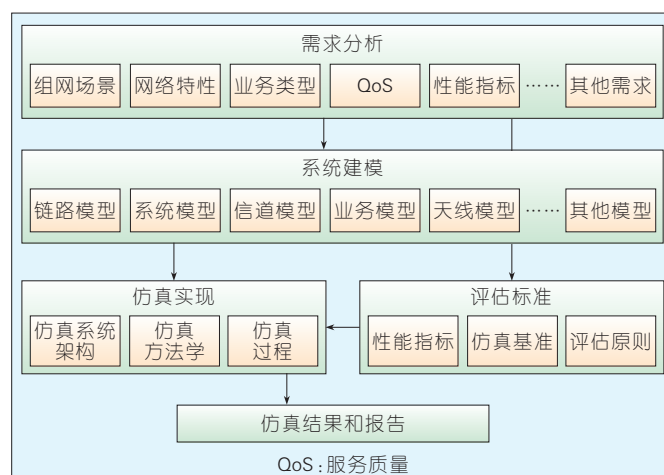 需求分析
组网场景 网络特性 业务类型 QoS 性能指标 …… 其他需求
系统建模
链路模型 系统模型 信道模型 业务模型 天线模型 …… 其他模型
仿真实现
仿真系统架构 仿真方法学 仿真过程
评估标准
性能指标 仿真基准 评估原则
仿真结果和报告
QoS:服务质量